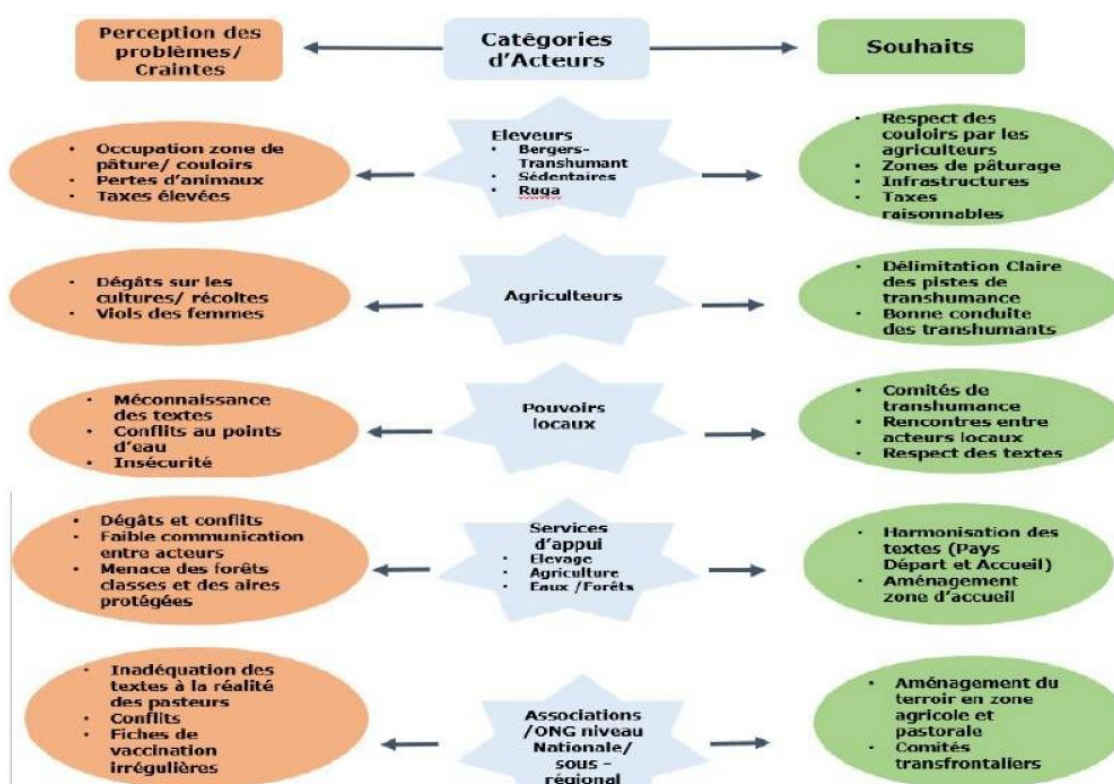 Perception des
problèmes/
Craintes
Catégories
d'Acteurs
Souhaits
• Occupation zone de
pâture/ couloirs
• Pertes d'animaux
• Taxes élevées
Eleveurs
• Bergers-
Transhumant
• Sédentaires
• Ruga
• Respect des
couloirs par les
agriculteurs
• Zones de pâturage
• Infrastructures
• Taxes
raisonnables
• Dégâts sur les
cultures/ récoltes
• Viols des femmes
Agriculteurs
• Délimitation Claire
des pistes de
transhumance
• Bonne conduite
des transhumants
• Méconnaissance
des textes
• Conflits au points
d'eau
• Insécurité
Pouvoirs
locaux
• Comités de
transhumance
• Rencontres entre
acteurs locaux
• Respect des textes
• Dégâts et conflits
• Faible communication
entre acteurs
• Menace des forêts
classes et des aires
protégées
Services
d'appui
• Elevage
• Agriculture
• Eaux /Forêts
• Harmonisation des
textes (Pays
Départ et Accueil)
• Aménagement
zone d'accueil
• Inadéquation des
textes à la réalité
des pasteurs
• Conflits
• Fiches de
vaccination
irrégulières
Associations
/ONG niveau
Nationale/
sous -
régional
• Aménagement du
terroir en zone
agricole et
pastorale
• Comités
transfrontaliers